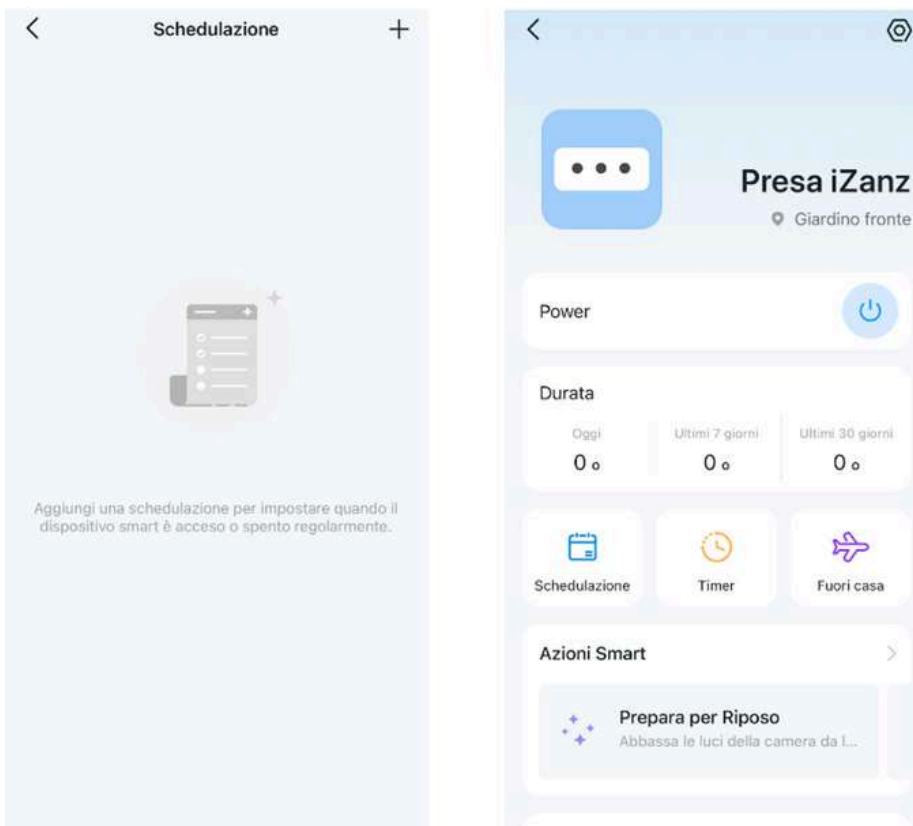 Schedulazione
Aggiungi una schedulazione per impostare quando il
dispositivo smart è acceso o spento regolarmente.
Presa iZanz
Giardino fronte
Power
Durata
Oggi
Ultimi 7 giorni
Ultimi 30 giorni
0 o
0 o
0 o
Schedulazione
Timer
Fuori casa
Azioni Smart
Prepara per Riposo
Abbassa le luci della camera da l...